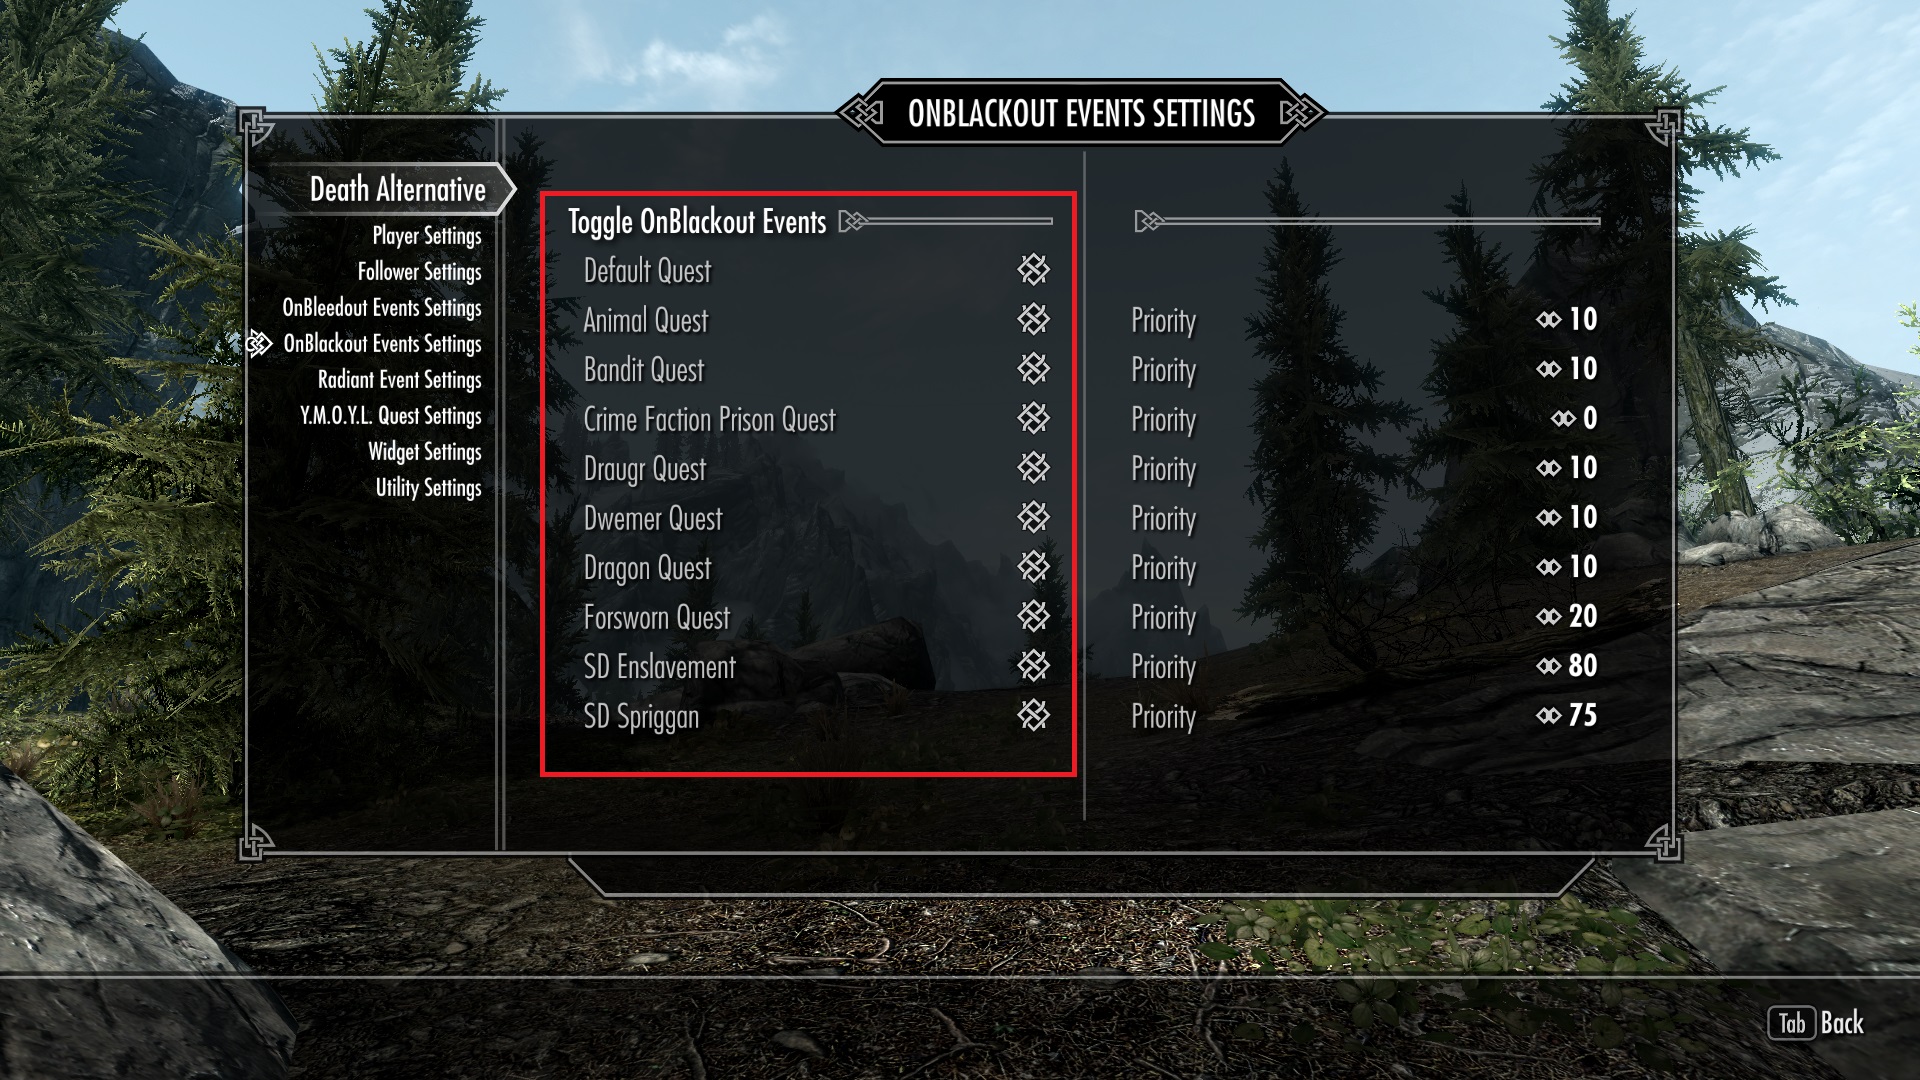 ONBLACKOUT EVENTS SETTINGS
Death Alternative
Player Settings
Follower Settings
OnBleedout Events Settings
OnBlackout Events Settings
Radiant Event Settings
Y.M.O.Y.L. Quest Settings
Widget Settings
Utility Settings
Toggle OnBlackout Events
Default Quest
Animal Quest Priority 10
Bandit Quest Priority 10
Crime Faction Prison Quest Priority 0
Draugr Quest Priority 10
Dwemer Quest Priority 10
Dragon Quest Priority 10
Forsworn Quest Priority 20
SD Enslavement Priority 80
SD Spriggan Priority 75
Tab Back